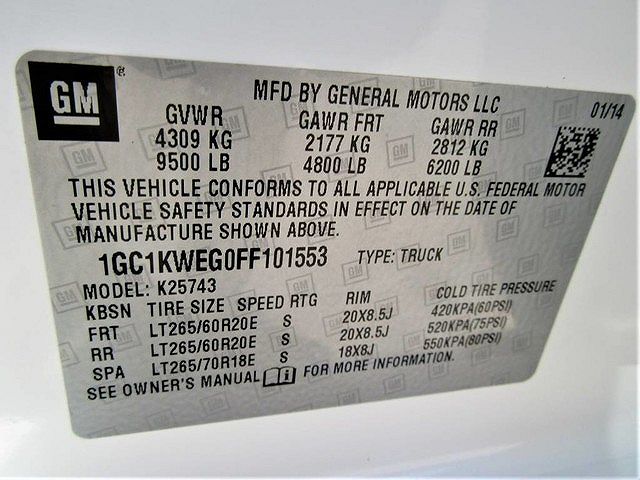 GM
MFD BY GENERAL MOTORS LLC
01/14
GVWR GAWR FRT GAWR RR
4309 KG 2177 KG 2812 KG
9500 LB 4800 LB 6200 LB
THIS VEHICLE CONFORMS TO ALL APPLICABLE U.S. FEDERAL MOTOR
VEHICLE SAFETY STANDARDS IN EFFECT ON THE DATE OF
MANUFACTURE SHOWN ABOVE.
1GC1KWEG0FF101553 TYPE: TRUCK
MODEL: K25743
KBSN TIRE SIZE SPEED RTG RIM COLD TIRE PRESSURE
FRT LT265/60R20E S 20X8.5J 420KPA(60PSI)
RR LT265/60R20E S 20X8.5J 520KPA(75PSI)
SPA LT265/70R18E S 18X8J 550KPA(80PSI)
SEE OWNER'S MANUAL FOR MORE INFORMATION.